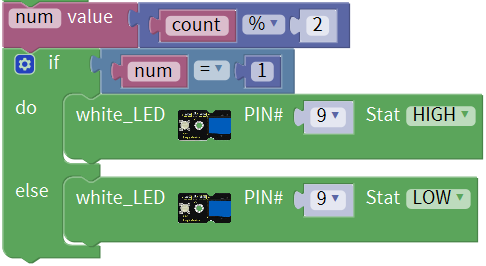 num value count % 2
if num = 1
do white_LED PIN# 9 Stat HIGH
else white_LED PIN# 9 Stat LOW